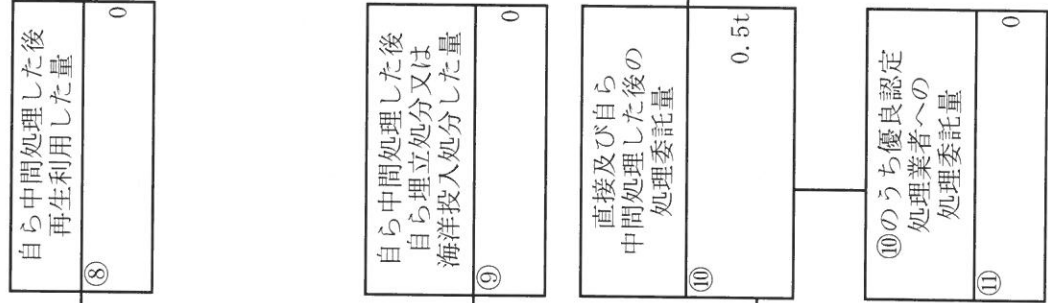 自ら中間処理した後
再生利用した量
⑧ 0
自ら中間処理した後
自ら埋立処分又は
海洋投入処分した量
⑨ 0
直接及び自ら
中間処理した後の
処理委託量
⑩ 0.5t
⑩のうち優良認定
処理業者への
処理委託量
⑪ 0